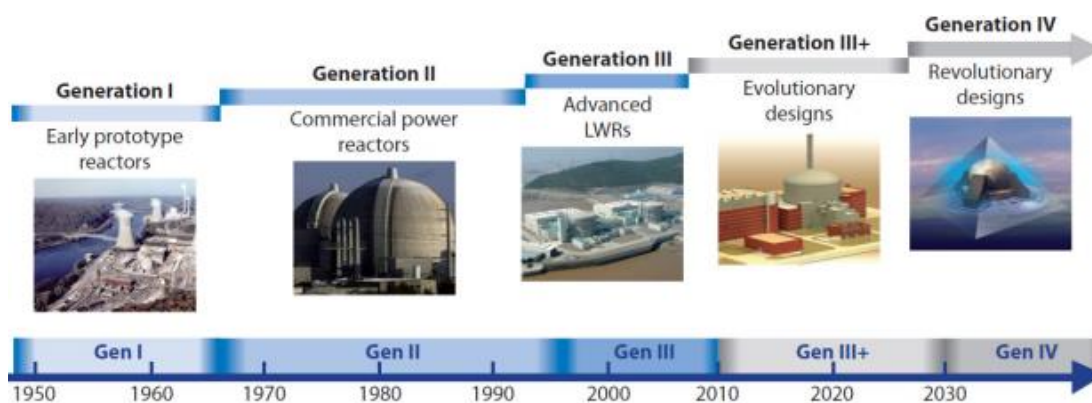 Generation I
Early prototype
reactors
Generation II
Commercial power
reactors
Generation III
Advanced
LWRs
Generation III+
Evolutionary
designs
Generation IV
Revolutionary
designs
Gen I
Gen II
Gen III
Gen III+
Gen IV
1950
1960
1970
1980
1990
2000
2010
2020
2030